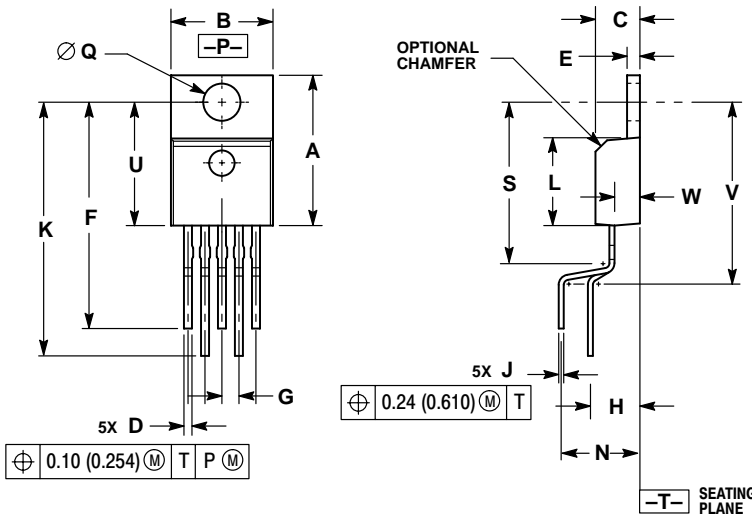 B
–P–
Ø Q
A
U
F
K
G
5X D
⌖ 0.10 (0.254) Ⓜ T P Ⓜ
C
OPTIONAL
CHAMFER
E
S
L
W
V
5X J
⌖ 0.24 (0.610) Ⓜ T
H
N
–T– SEATING
PLANE